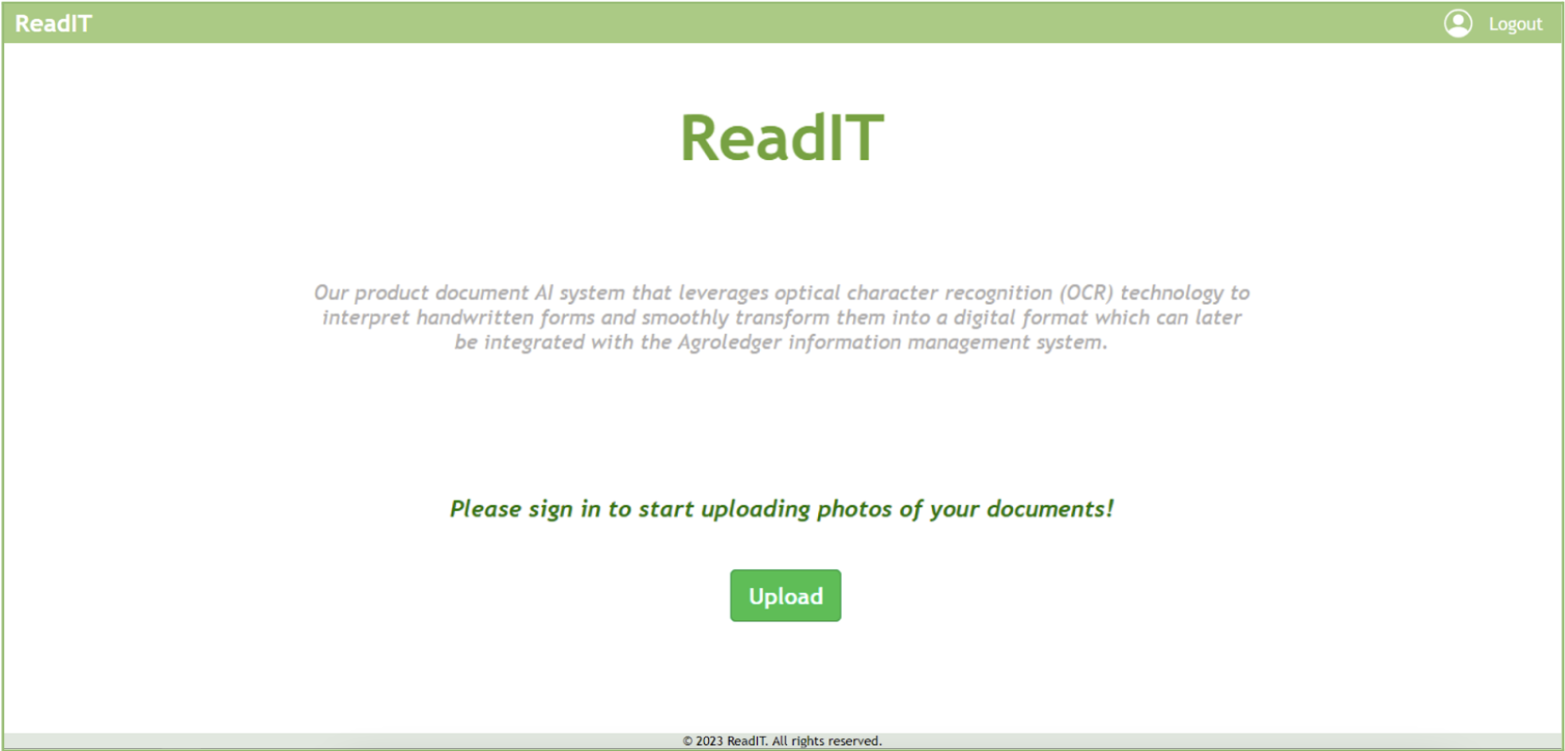 ReadIT
Logout
ReadIT
Our product document AI system that leverages optical character recognition (OCR) technology to
interpret handwritten forms and smoothly transform them into a digital format which can later
be integrated with the Agroledger information management system.
Please sign in to start uploading photos of your documents!
Upload
© 2023 ReadIT. All rights reserved.